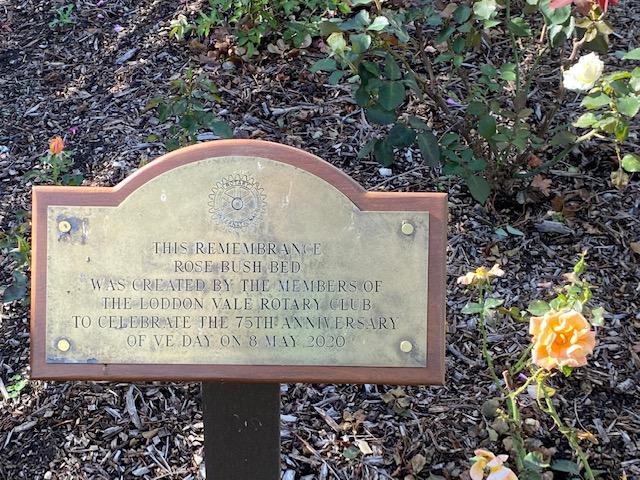 THIS REMEMBRANCE
ROSE BUSH BED
WAS CREATED BY THE MEMBERS OF
THE LODDON VALE ROTARY CLUB
TO CELEBRATE THE 75TH ANNIVERSARY
OF VE DAY ON 8 MAY 2020